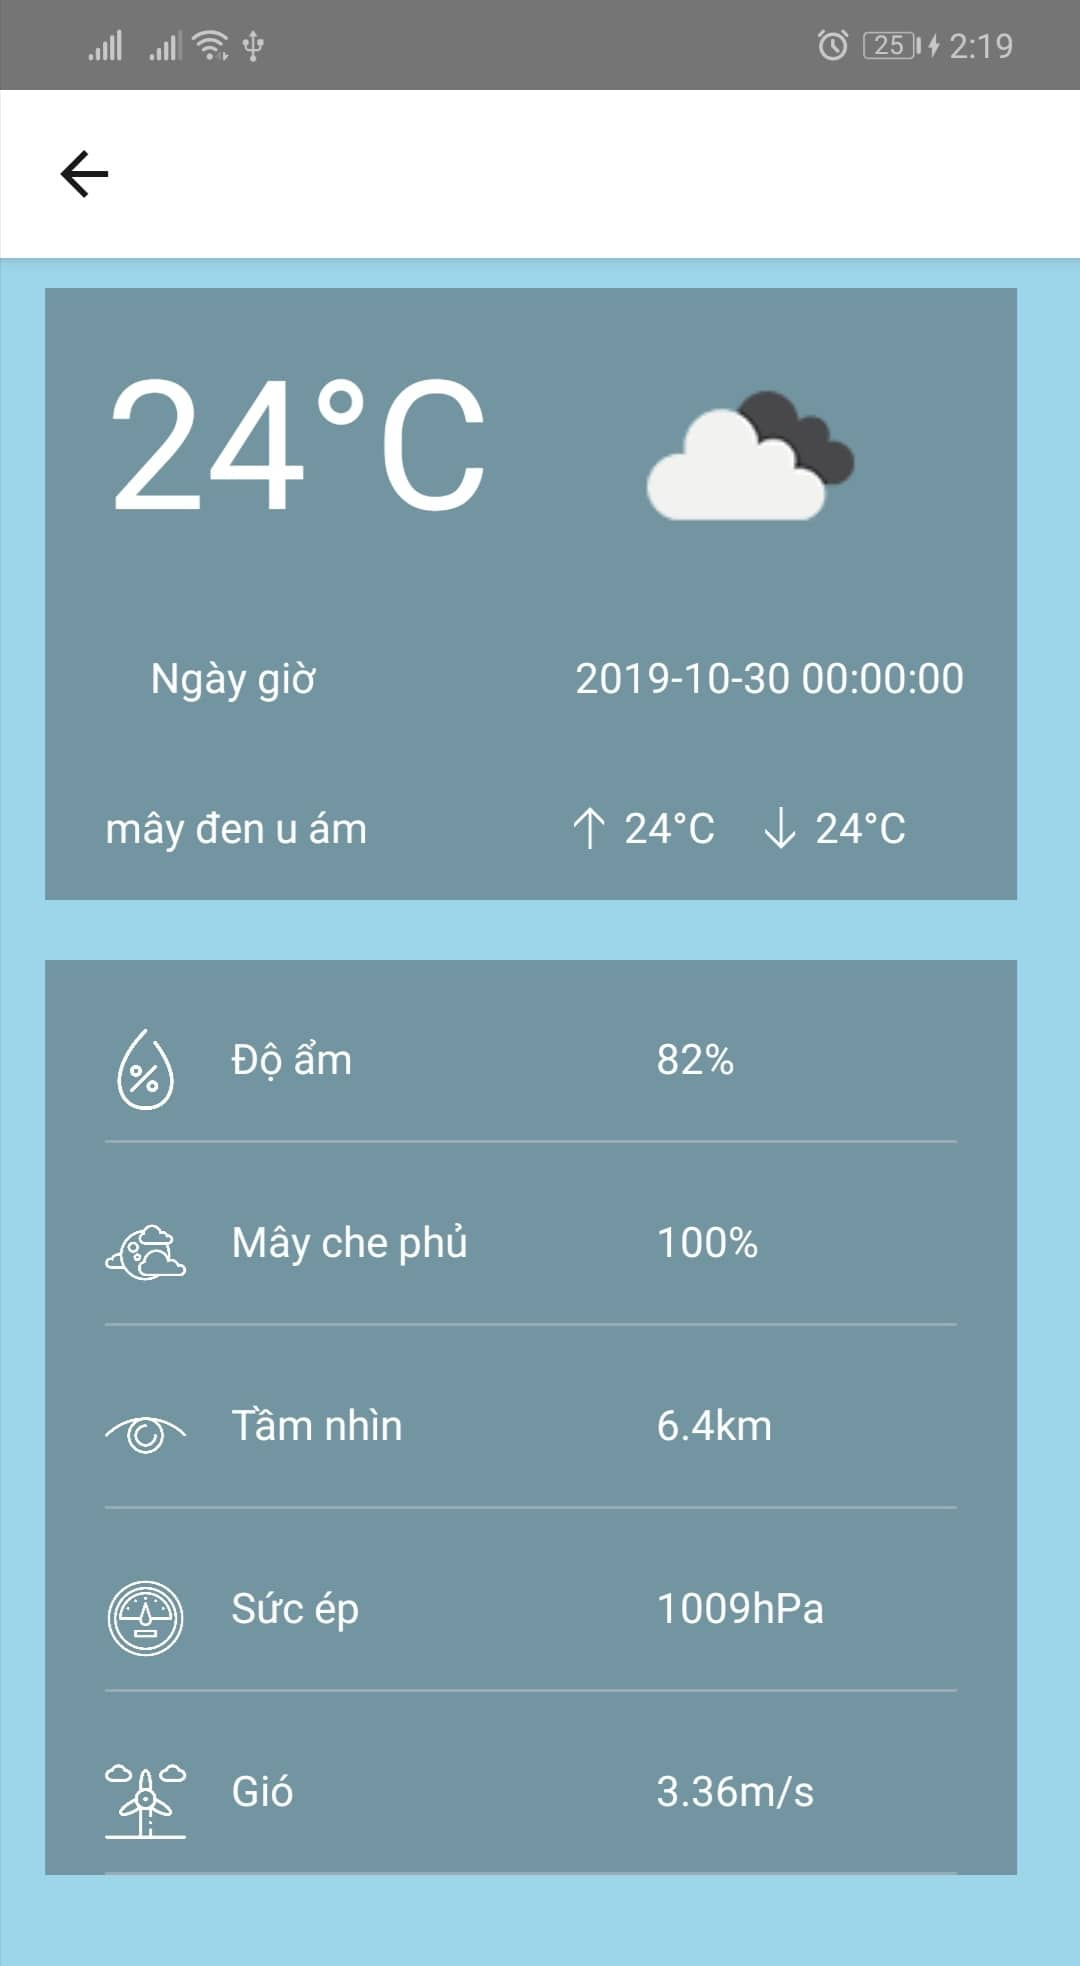 25 2:19
24°C
Ngày giờ 2019-10-30 00:00:00
mây đen u ám ↑ 24°C ↓ 24°C
Độ ẩm 82%
Mây che phủ 100%
Tầm nhìn 6.4km
Sức ép 1009hPa
Gió 3.36m/s